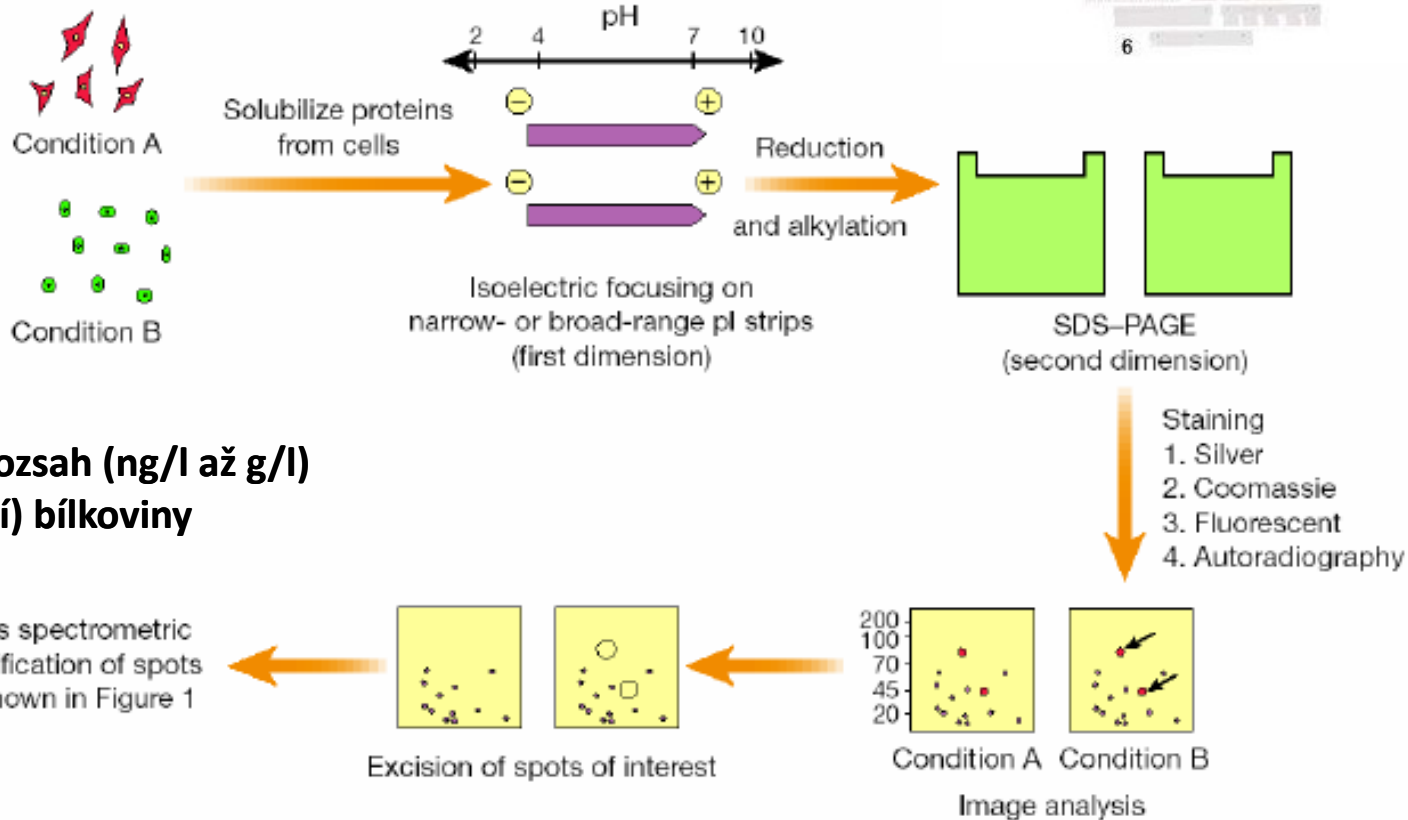 6
pH
2 4 7 10
Condition A
Solubilize proteins
from cells
− +
− +
Reduction
and alkylation
Condition B
Isoelectric focusing on
narrow- or broad-range pI strips
(first dimension)
SDS–PAGE
(second dimension)
Staining
1. Silver
2. Coomassie
3. Fluorescent
4. Autoradiography
ozsah (ng/l až g/l)
í) bílkoviny
s spectrometric
ification of spots
hown in Figure 1
Excision of spots of interest
200
100
70
45
20
Condition A Condition B
Image analysis